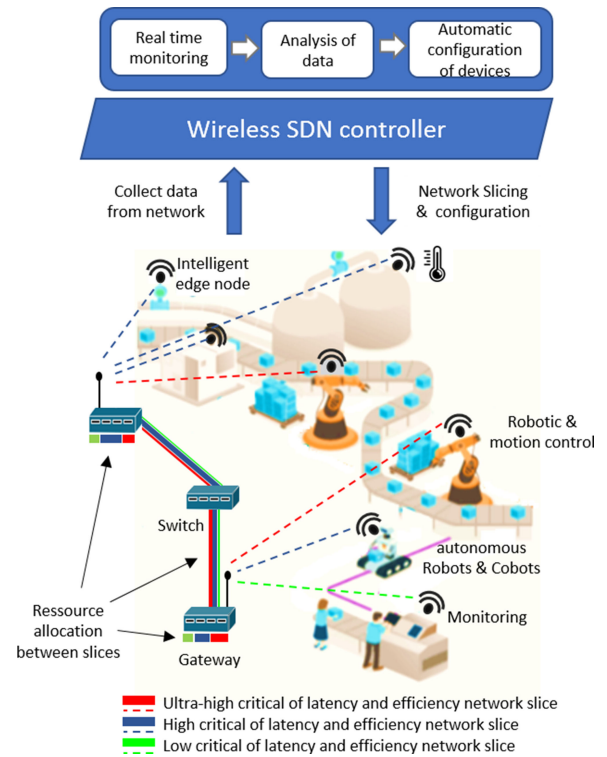 Real time
monitoring
Analysis of
data
Automatic
configuration
of devices
Wireless SDN controller
Collect data
from network
Network Slicing
& configuration
Intelligent
edge node
Robotic &
motion control
Switch
autonomous
Robots & Cobots
Ressource
allocation
between slices
Monitoring
Gateway
Ultra-high critical of latency and efficiency network slice
High critical of latency and efficiency network slice
Low critical of latency and efficiency network slice